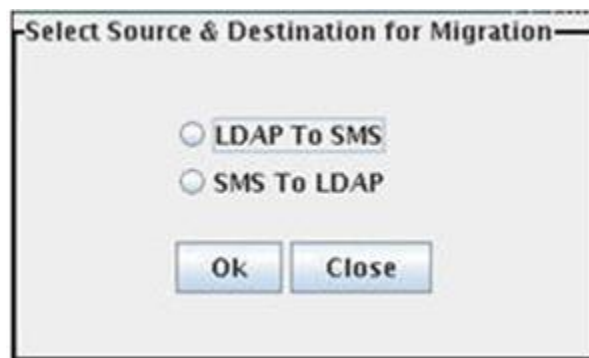 Select Source & Destination for Migration
LDAP To SMS
SMS To LDAP
Ok Close